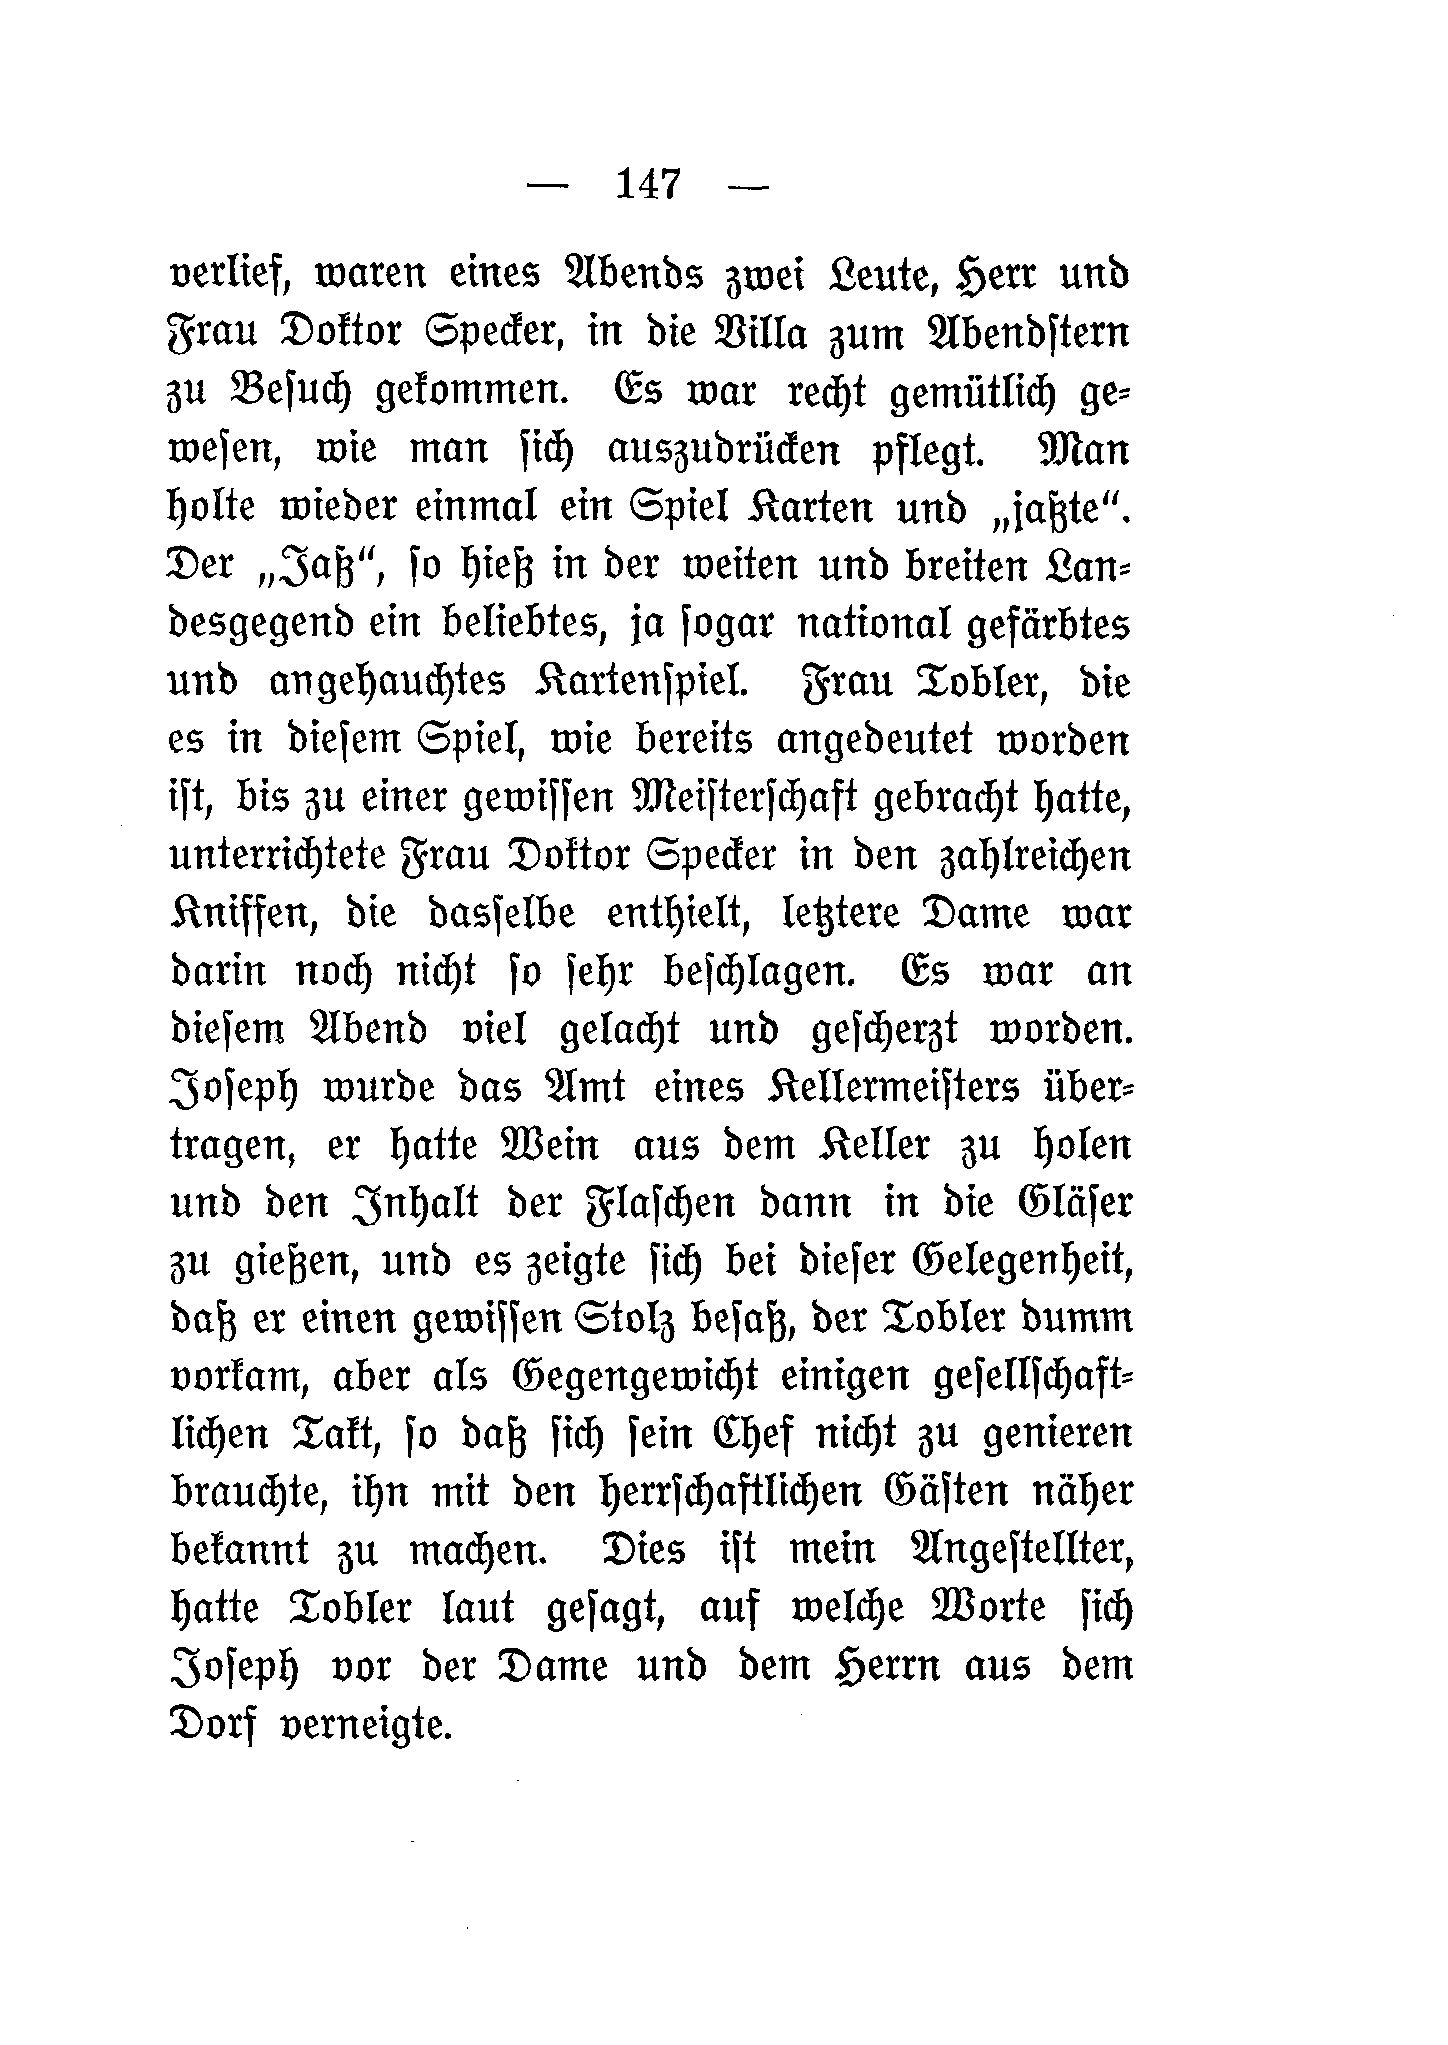 — 147 —
verlief, waren eines Abends zwei Leute, Herr und
Frau Doktor Specker, in die Villa zum Abendſtern
zu Beſuch gekommen. Es war recht gemütlich ge⸗
weſen, wie man ſich auszudrücken pflegt. Man
holte wieder einmal ein Spiel Karten und „jaßte“.
Der „Jaß“, ſo hieß in der weiten und breiten Lan⸗
desgegend ein beliebtes, ja ſogar national gefärbtes
und angehauchtes Kartenſpiel. Frau Tobler, die
es in dieſem Spiel, wie bereits angedeutet worden
iſt, bis zu einer gewiſſen Meiſterſchaft gebracht hatte,
unterrichtete Frau Doktor Specker in den zahlreichen
Kniffen, die dasſelbe enthielt, letztere Dame war
darin noch nicht ſo ſehr beſchlagen. Es war an
dieſem Abend viel gelacht und geſcherzt worden.
Joſeph wurde das Amt eines Kellermeiſters über⸗
tragen, er hatte Wein aus dem Keller zu holen
und den Inhalt der Flaſchen dann in die Gläſer
zu gießen, und es zeigte ſich bei dieſer Gelegenheit,
daß er einen gewiſſen Stolz beſaß, der Tobler dumm
vorkam, aber als Gegengewicht einigen geſellſchaft⸗
lichen Takt, ſo daß ſich ſein Chef nicht zu genieren
brauchte, ihn mit den herrſchaftlichen Gäſten näher
bekannt zu machen. Dies iſt mein Angeſtellter,
hatte Tobler laut geſagt, auf welche Worte ſich
Joſeph vor der Dame und dem Herrn aus dem
Dorf verneigte.